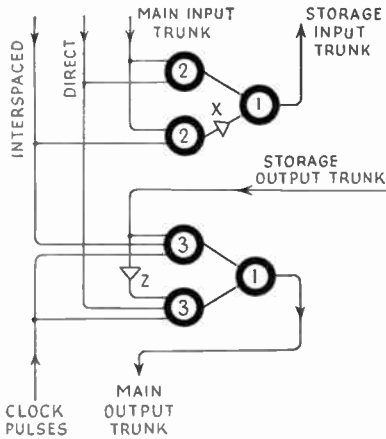 MAIN INPUT
TRUNK
STORAGE
INPUT
TRUNK
INTERSPACED
DIRECT
2
1
X
2
STORAGE
OUTPUT TRUNK
3
Z
1
3
CLOCK
PULSES
MAIN
OUTPUT
TRUNK